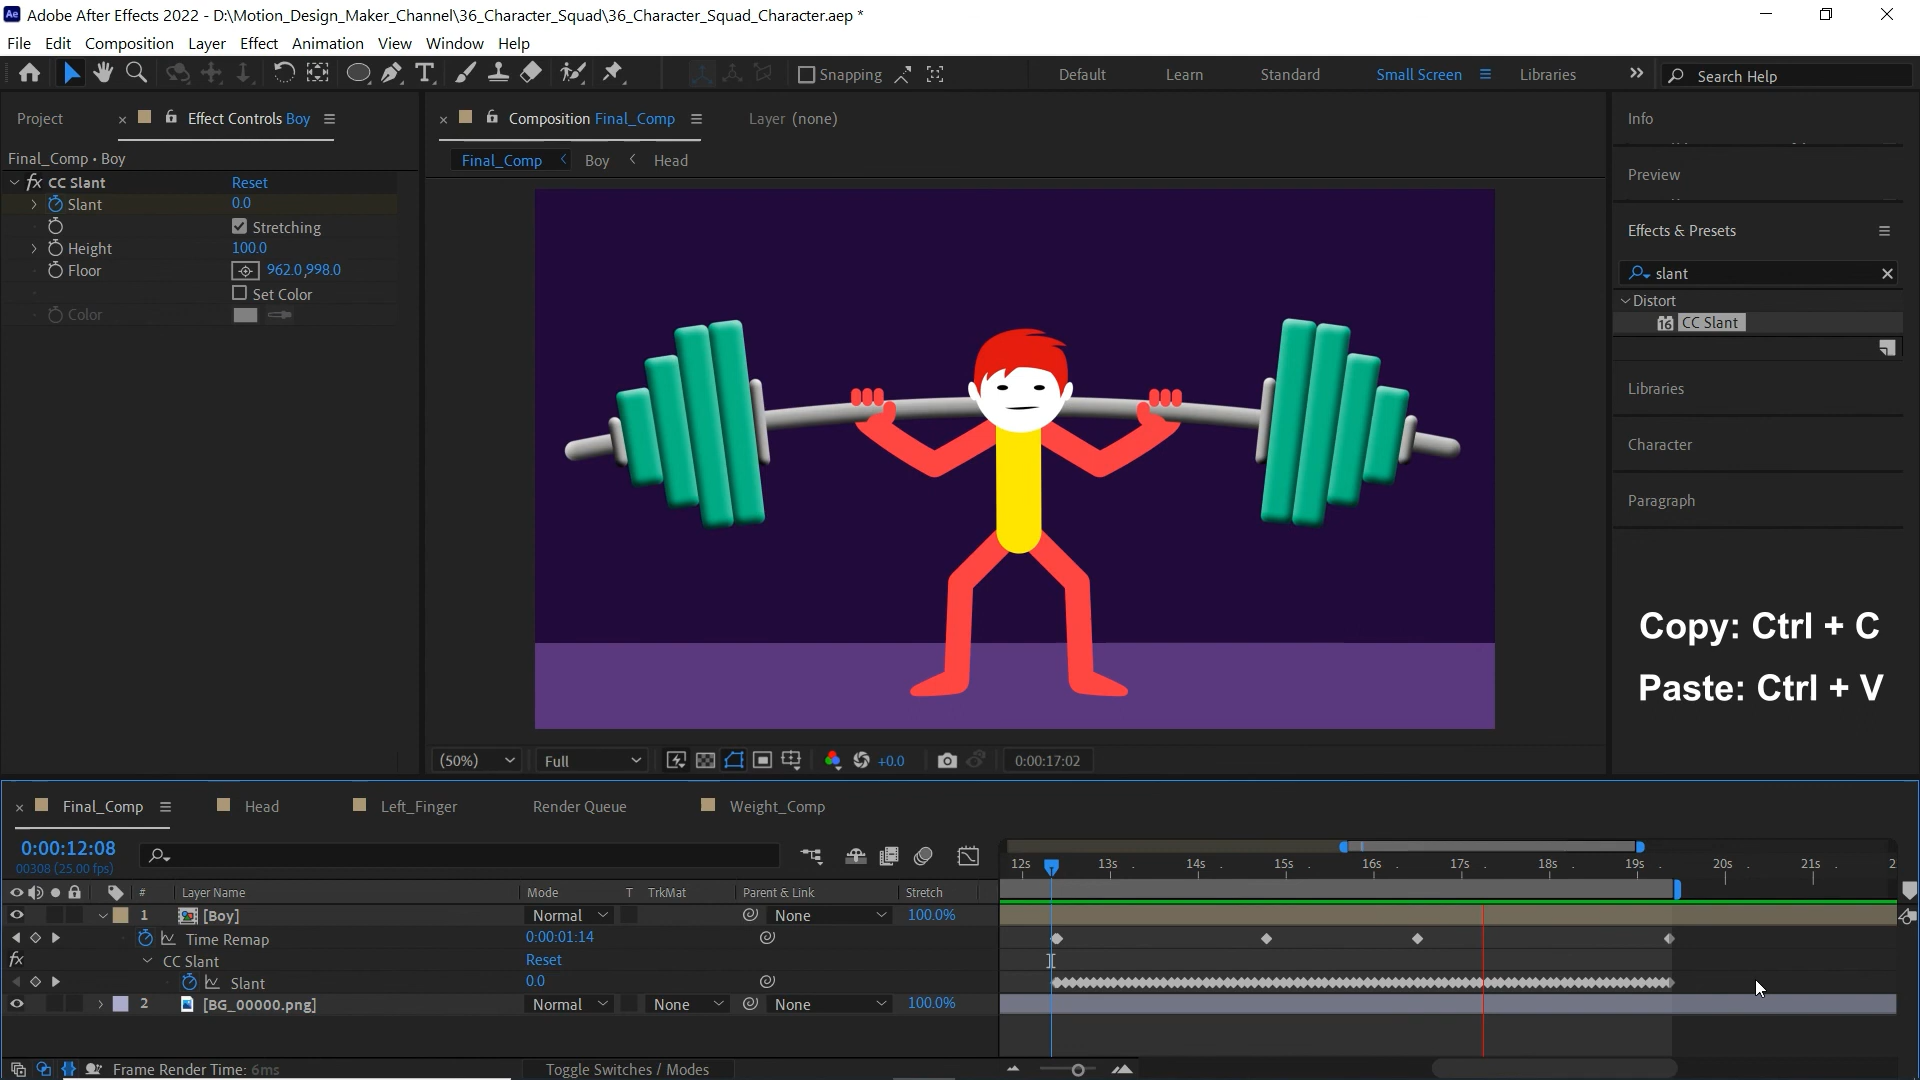 Ae Adobe After Effects 2022 - D:\Motion_Design_Maker_Channel\36_Character_Squad\36_Character_Squad_Character.aep *
File Edit Composition Layer Effect Animation View Window Help
Snapping Default Learn Standard Small Screen Libraries Search Help
Project Effect Controls Boy Composition Final_Comp Layer (none) Info
Final_Comp • Boy Final_Comp Boy Head
fx CC Slant Reset
Slant 0.0
Stretching
Height 100.0
Floor 962.0,998.0
Set Color
Color
Preview
Effects & Presets
slant
Distort
16 CC Slant
Libraries
Character
Paragraph
Copy: Ctrl + C
Paste: Ctrl + V
(50%) Full +0.0 0:00:17:02
Final_Comp Head Left_Finger Render Queue Weight_Comp
0:00:12:08
00308 (25.00 fps)
12s 13s 14s 15s 16s 17s 18s 19s 20s 21s 2
# Layer Name Mode T TrkMat Parent & Link Stretch
1 [Boy] Normal None 100.0%
Time Remap 0:00:01:14
fx CC Slant Reset
Slant 0.0
2 [BG_00000.png] Normal None None 100.0%
Frame Render Time: 6ms Toggle Switches / Modes